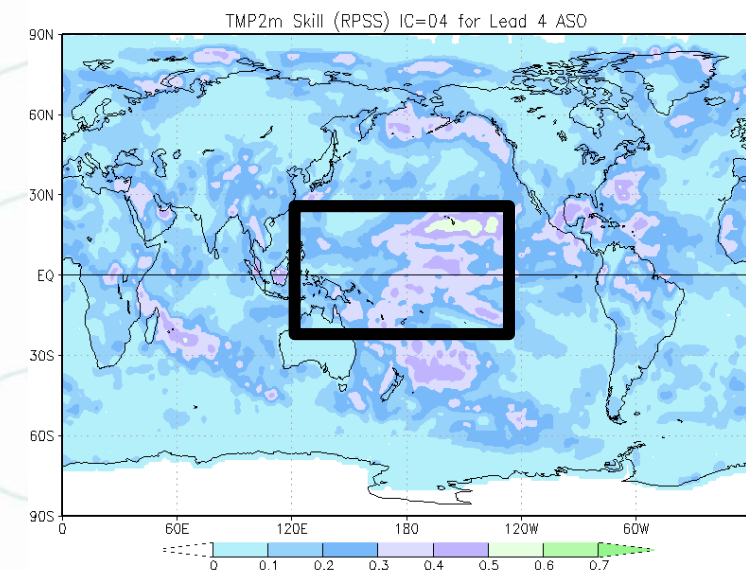 TMP2m Skill (RPSS) IC=04 for Lead 4 ASO
90N
60N
30N
EQ
30S
60S
90S
0 60E 120E 180 120W 60W
0 0.1 0.2 0.3 0.4 0.5 0.6 0.7